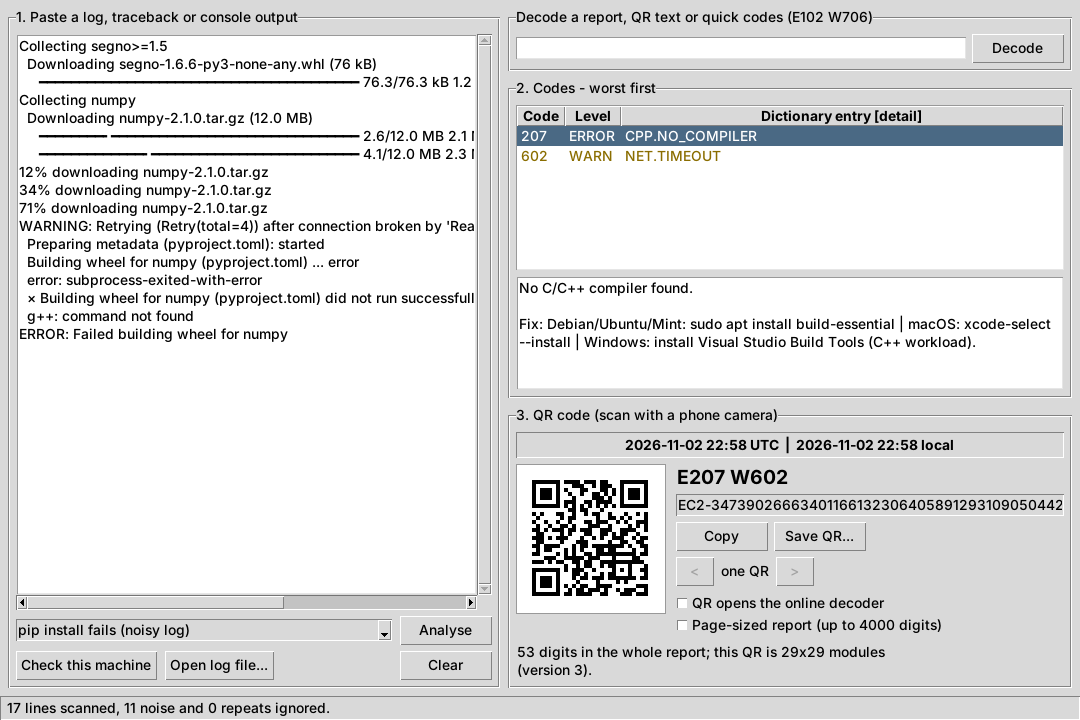 1. Paste a log, traceback or console output
Collecting segno>=1.5
Downloading segno-1.6.6-py3-none-any.whl (76 kB)
76.3/76.3 kB 1.2
Collecting numpy
Downloading numpy-2.1.0.tar.gz (12.0 MB)
2.6/12.0 MB 2.1
4.1/12.0 MB 2.3
12% downloading numpy-2.1.0.tar.gz
34% downloading numpy-2.1.0.tar.gz
71% downloading numpy-2.1.0.tar.gz
WARNING: Retrying (Retry(total=4)) after connection broken by 'Rea
Preparing metadata (pyproject.toml): started
Building wheel for numpy (pyproject.toml) ... error
error: subprocess-exited-with-error
× Building wheel for numpy (pyproject.toml) did not run successfull
g++: command not found
ERROR: Failed building wheel for numpy
pip install fails (noisy log)
Analyse
Check this machine
Open log file...
Clear
Decode a report, QR text or quick codes (E102 W706)
Decode
2. Codes - worst first
Code Level Dictionary entry [detail]
207 ERROR CPP.NO_COMPILER
602 WARN NET.TIMEOUT
No C/C++ compiler found.
Fix: Debian/Ubuntu/Mint: sudo apt install build-essential | macOS: xcode-select
--install | Windows: install Visual Studio Build Tools (C++ workload).
3. QR code (scan with a phone camera)
2026-11-02 22:58 UTC | 2026-11-02 22:58 local
E207 W602
EC2-34739026663401166132306405891293109050442
Copy
Save QR...
< one QR >
QR opens the online decoder
Page-sized report (up to 4000 digits)
53 digits in the whole report; this QR is 29x29 modules
(version 3).
17 lines scanned, 11 noise and 0 repeats ignored.